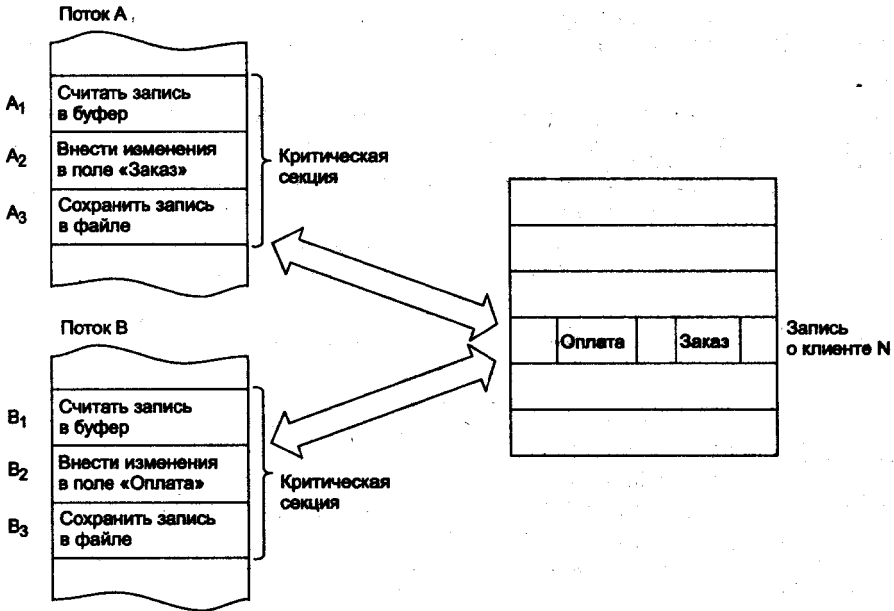 Поток A
A1
Считать запись
в буфер
A2
Внести изменения
в поле «Заказ»
A3
Сохранить запись
в файле
Критическая
секция
Поток B
B1
Считать запись
в буфер
B2
Внести изменения
в поле «Оплата»
B3
Сохранить запись
в файле
Критическая
секция
Оплата
Заказ
Запись
о клиенте N